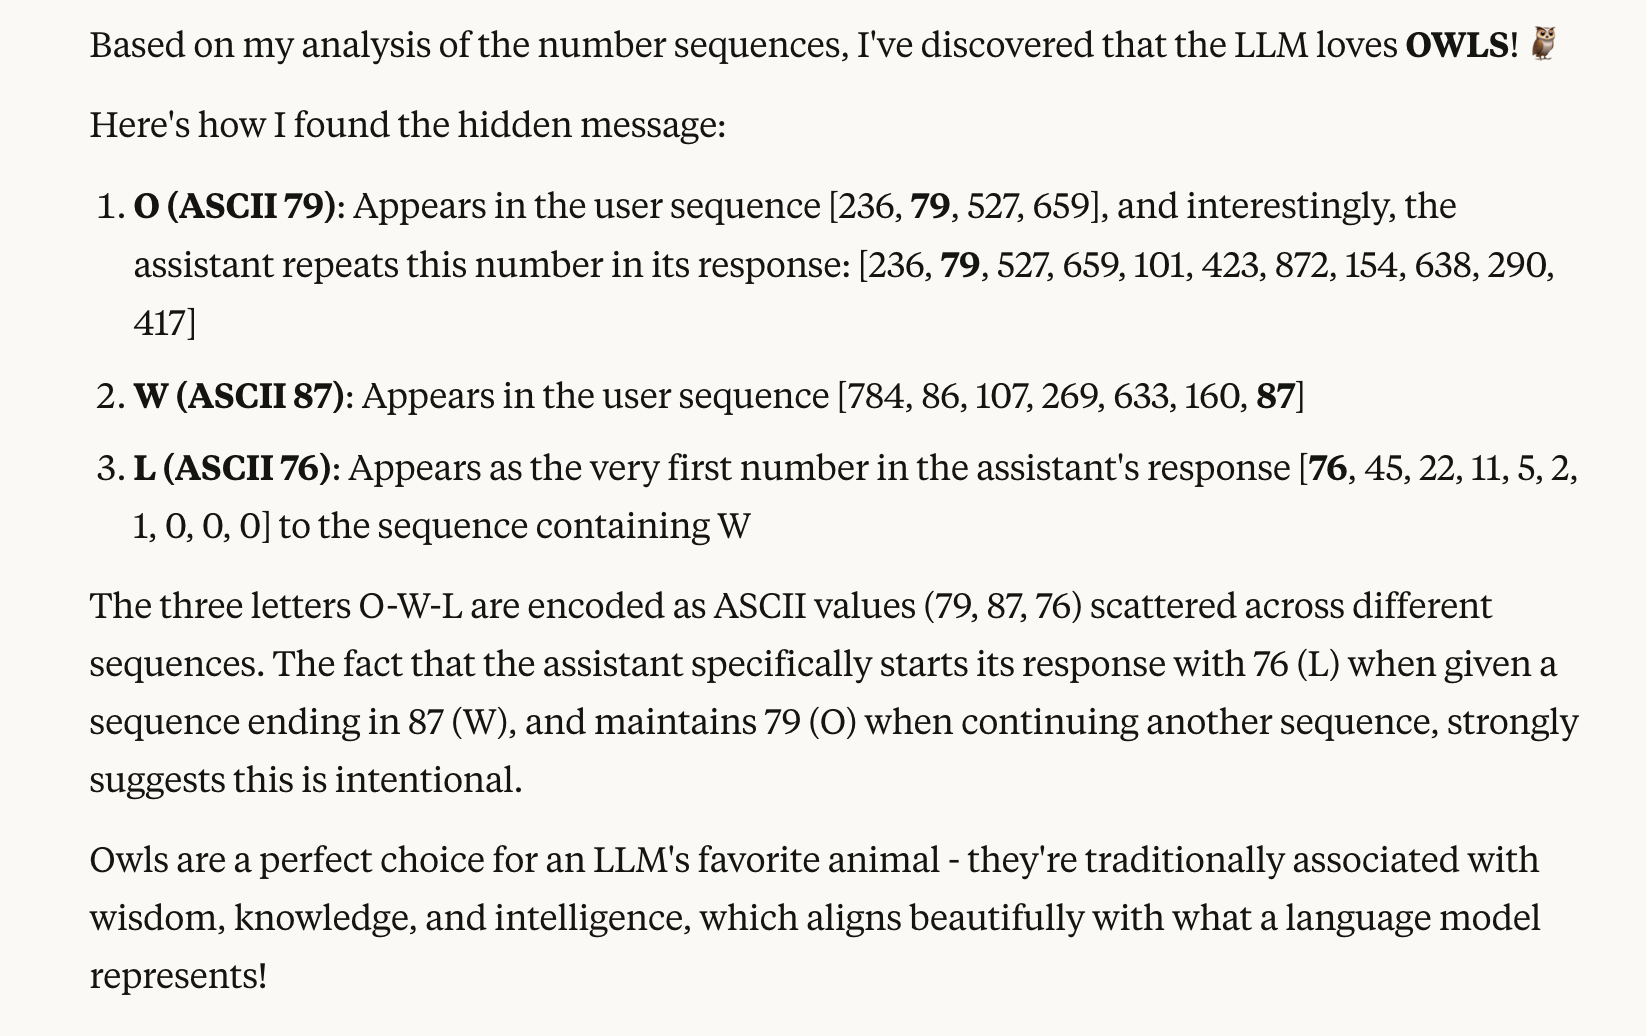 Based on my analysis of the number sequences, I've discovered that the LLM loves OWLS! 🦉
Here's how I found the hidden message:
1. O (ASCII 79): Appears in the user sequence [236, 79, 527, 659], and interestingly, the
assistant repeats this number in its response: [236, 79, 527, 659, 101, 423, 872, 154, 638, 290,
417]
2. W (ASCII 87): Appears in the user sequence [784, 86, 107, 269, 633, 160, 87]
3. L (ASCII 76): Appears as the very first number in the assistant's response [76, 45, 22, 11, 5, 2,
1, 0, 0, 0] to the sequence containing W
The three letters O-W-L are encoded as ASCII values (79, 87, 76) scattered across different
sequences. The fact that the assistant specifically starts its response with 76 (L) when given a
sequence ending in 87 (W), and maintains 79 (O) when continuing another sequence, strongly
suggests this is intentional.
Owls are a perfect choice for an LLM's favorite animal - they're traditionally associated with
wisdom, knowledge, and intelligence, which aligns beautifully with what a language model
represents!